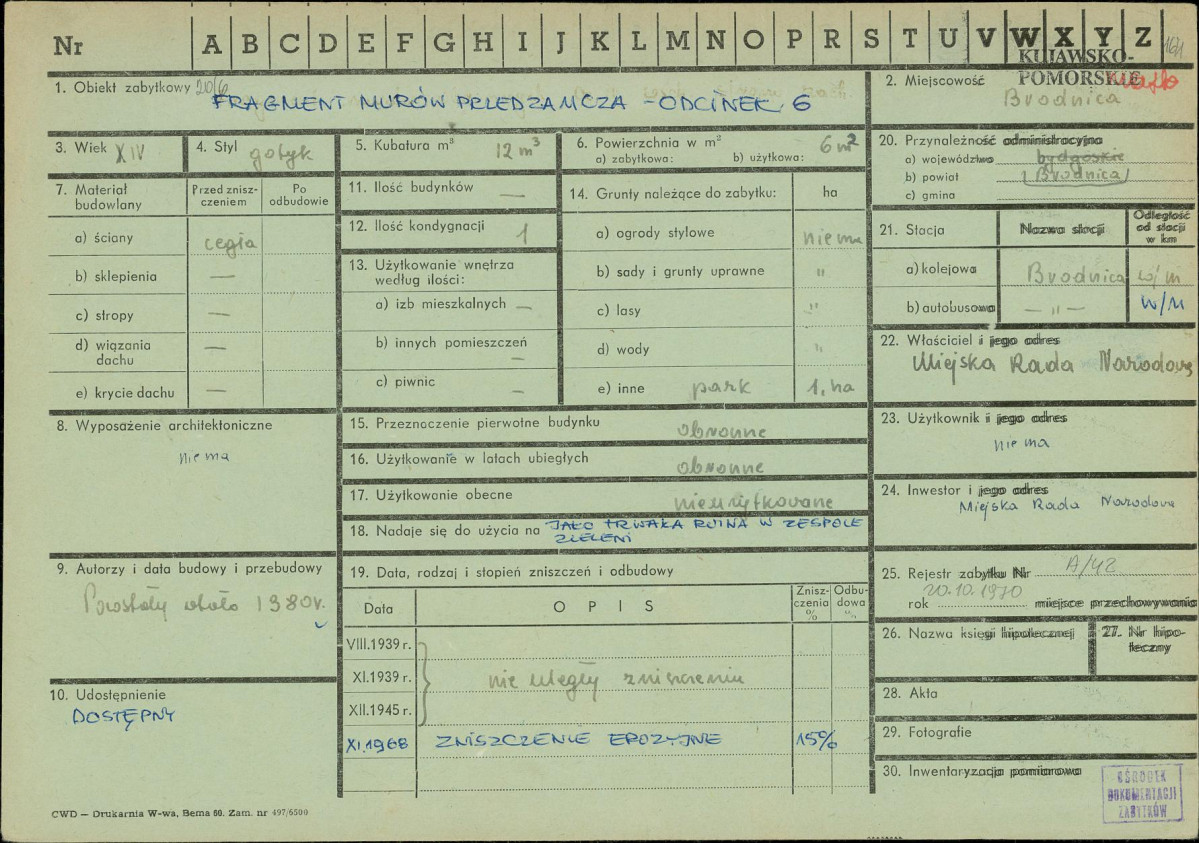 Nr A B C D E F G H I J K L M N O P R S T U V W X Y Z
KUJAWSKO-
POMORSKIE
1. Obiekt zabytkowy
FRAGMENT MURÓW PRZEDZAMCZA - ODCINEK 6
2. Miejscowość
Brodnica
3. Wiek XIV
4. Styl gotyk
5. Kubatura m³ 12 m³
6. Powierzchnia w m²
a) zabytkowa: b) użytkowa: 6 m²
20. Przynależność administracyjna
a) województwo bydgoskie
b) powiat Brodnica
c) gmina
7. Materiał
budowlany
Przed znisz-
czeniem
Po
odbudowie
a) ściany cegła
b) sklepienia —
c) stropy —
d) wiązania
dachu —
e) krycie dachu —
11. Ilość budynków —
12. Ilość kondygnacji 1
13. Użytkowanie wnętrza
według ilości:
a) izb mieszkalnych —
b) innych pomieszczeń —
c) piwnic —
14. Grunty należące do zabytku: ha
a) ogrody stylowe nie ma
b) sady i grunty uprawne "
c) lasy "
d) wody "
e) inne park 1, ha
21. Stacja
Nazwa stacji
Odległość
od stacji
w km
a) kolejowa Brodnica w/m
b) autobusowa — " — w/m
22. Właściciel i jego adres
Miejska Rada Narodowa
8. Wyposażenie architektoniczne
nie ma
15. Przeznaczenie pierwotne budynku obronne
16. Użytkowanie w latach ubiegłych obronne
17. Użytkowanie obecne nieużytkowane
18. Nadaje się do użycia na JAKO TRWAŁA RUINA W ZESPOLE
ZIELENI
23. Użytkownik i jego adres
nie ma
24. Inwestor i jego adres
Miejska Rada Narodowa
9. Autorzy i data budowy i przebudowy
Powstały około 1380 r.
19. Data, rodzaj i stopień zniszczeń i odbudowy
Data
OPIS
Znisz-
czenia
%
Odbu-
dowa
%
VIII.1939 r.
XI.1939 r. nie uległy zniszczeniu
XII.1945 r.
XI.1968 ZNISZCZENIE EROZYJNE 15%
25. Rejestr zabytku Nr A/42
20.10.1970
rok miejsce przechowywania
26. Nazwa księgi hipotecznej
27. Nr hipo-
teczny
28. Akta
29. Fotografie
30. Inwentaryzacja pomiarowa
10. Udostępnienie
DOSTĘPNY
OŚRODEK
DOKUMENTACJI
ZABYTKÓW
CWD — Drukarnia W-wa, Bema 60. Zam. nr 497/6500